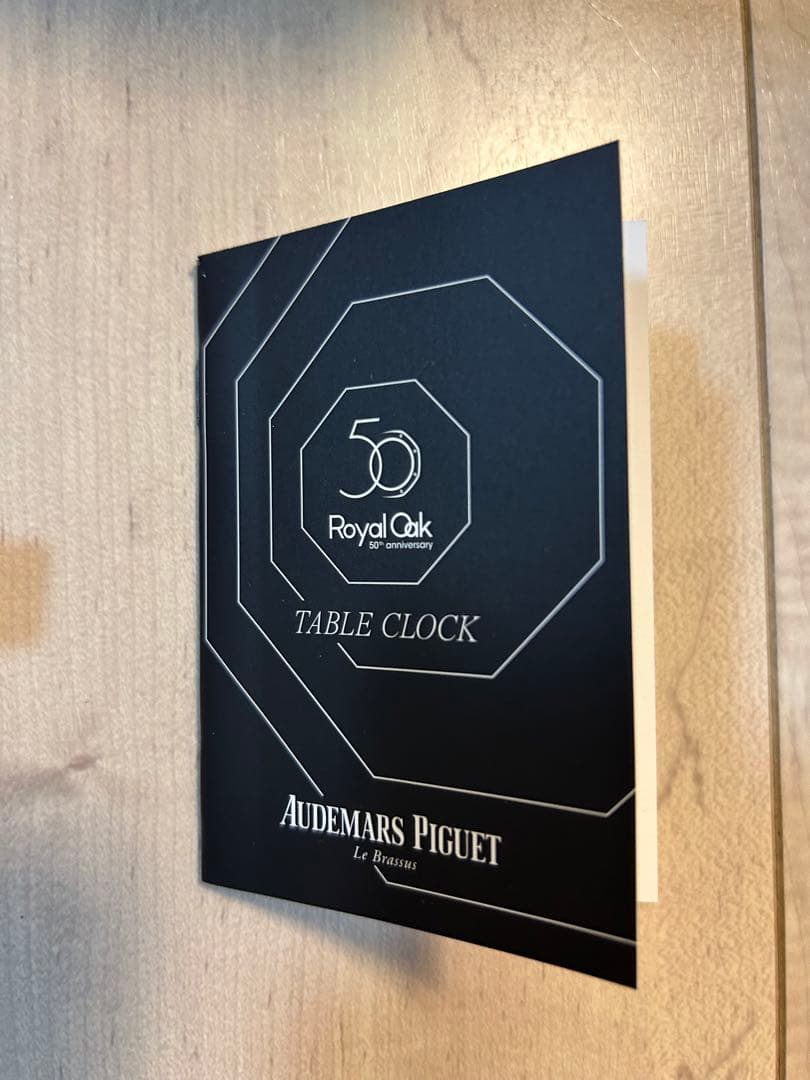 50
Royal Oak
50th anniversary
TABLE CLOCK
AUDEMARS PIGUET
Le Brassus